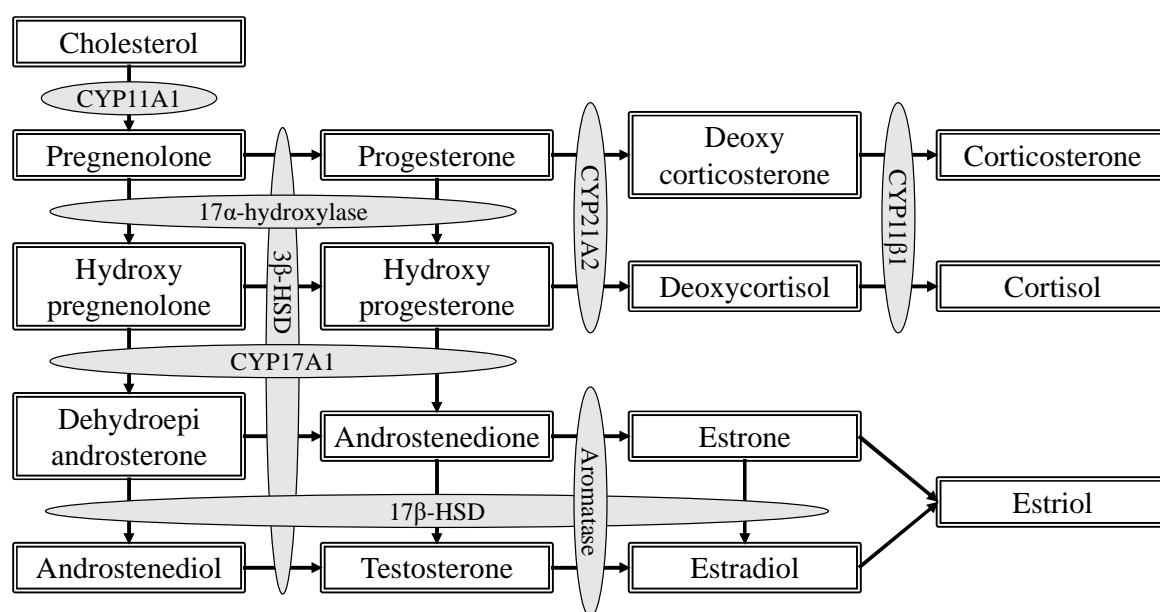 Cholesterol
CYP11A1
Pregnenolone
Progesterone
Deoxy
corticosterone
Corticosterone
17α-hydroxylase
CYP21A2
CYP11β1
3β-HSD
Hydroxy
pregnenolone
Hydroxy
progesterone
Deoxycortisol
Cortisol
CYP17A1
Dehydroepi
androsterone
Androstenedione
Estrone
Aromatase
Estriol
17β-HSD
Androstenediol
Testosterone
Estradiol